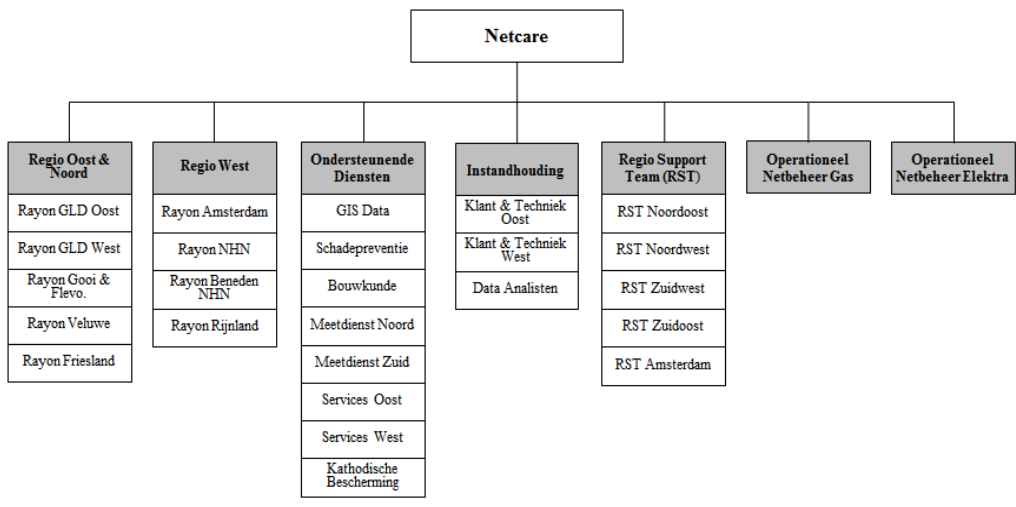 Netcare
Regio Oost &
Noord
Rayon GLD Oost
Rayon GLD West
Rayon Gooi &
Flevo.
Rayon Veluwe
Rayon Friesland
Regio West
Rayon Amsterdam
Rayon NHN
Rayon Beneden
NHN
Rayon Rijnland
Ondersteunende
Diensten
GIS Data
Schadepreventie
Bouwkunde
Meetdienst Noord
Meetdienst Zuid
Services Oost
Services West
Kathodische
Bescherming
Instandhouding
Klant & Techniek
Oost
Klant & Techniek
West
Data Analisten
Regio Support
Team (RST)
RST Noordoost
RST Noordwest
RST Zuidwest
RST Zuidoost
RST Amsterdam
Operationeel
Netbeheer Gas
Operationeel
Netbeheer Elektra